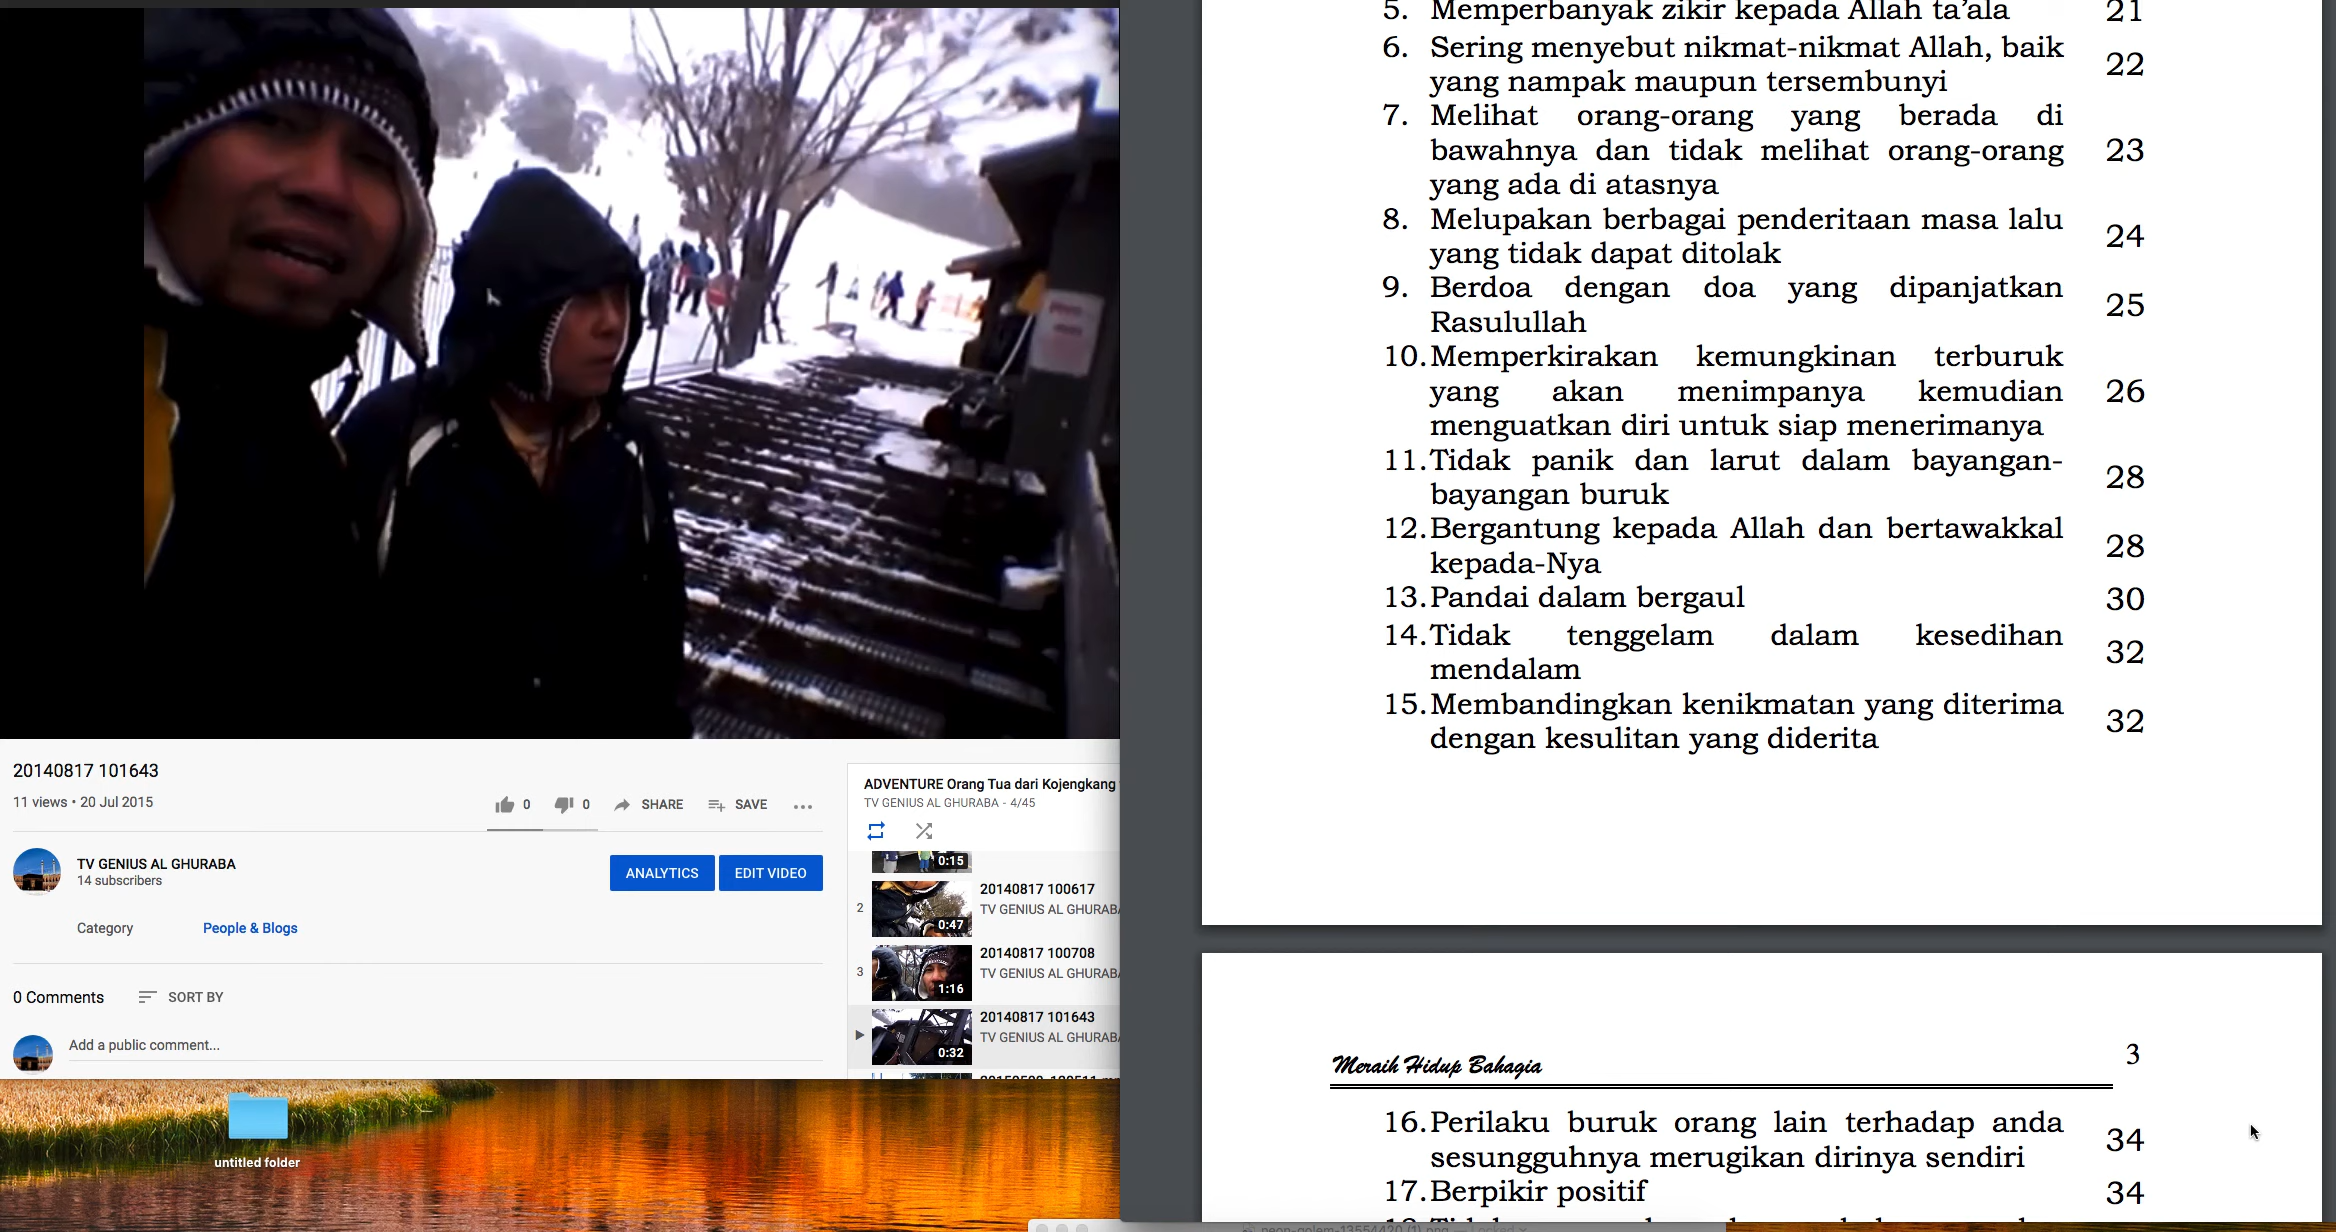 20140817 101643
11 views • 20 Jul 2015
0
0
SHARE
SAVE
TV GENIUS AL GHURABA
14 subscribers
ANALYTICS
EDIT VIDEO
Category
People & Blogs
0 Comments
SORT BY
Add a public comment...
ADVENTURE Orang Tua dari Kojengkang
TV GENIUS AL GHURABA - 4/45
0:15
2
0:47
20140817 100617
TV GENIUS AL GHURABA
3
1:16
20140817 100708
TV GENIUS AL GHURABA
0:32
20140817 101643
TV GENIUS AL GHURABA
untitled folder
5. Memperbanyak zikir kepada Allah ta’ala 21
6. Sering menyebut nikmat-nikmat Allah, baik
yang nampak maupun tersembunyi 22
7. Melihat orang-orang yang berada di
bawahnya dan tidak melihat orang-orang 23
yang ada di atasnya
8. Melupakan berbagai penderitaan masa lalu
yang tidak dapat ditolak 24
9. Berdoa dengan doa yang dipanjatkan
Rasulullah 25
10. Memperkirakan kemungkinan terburuk
yang akan menimpanya kemudian 26
menguatkan diri untuk siap menerimanya
11. Tidak panik dan larut dalam bayangan-
bayangan buruk 28
12. Bergantung kepada Allah dan bertawakkal
kepada-Nya 28
13. Pandai dalam bergaul 30
14. Tidak tenggelam dalam kesedihan
mendalam 32
15. Membandingkan kenikmatan yang diterima
dengan kesulitan yang diderita 32
Meraih Hidup Bahagia 3
16. Perilaku buruk orang lain terhadap anda
sesungguhnya merugikan dirinya sendiri 34
17. Berpikir positif 34